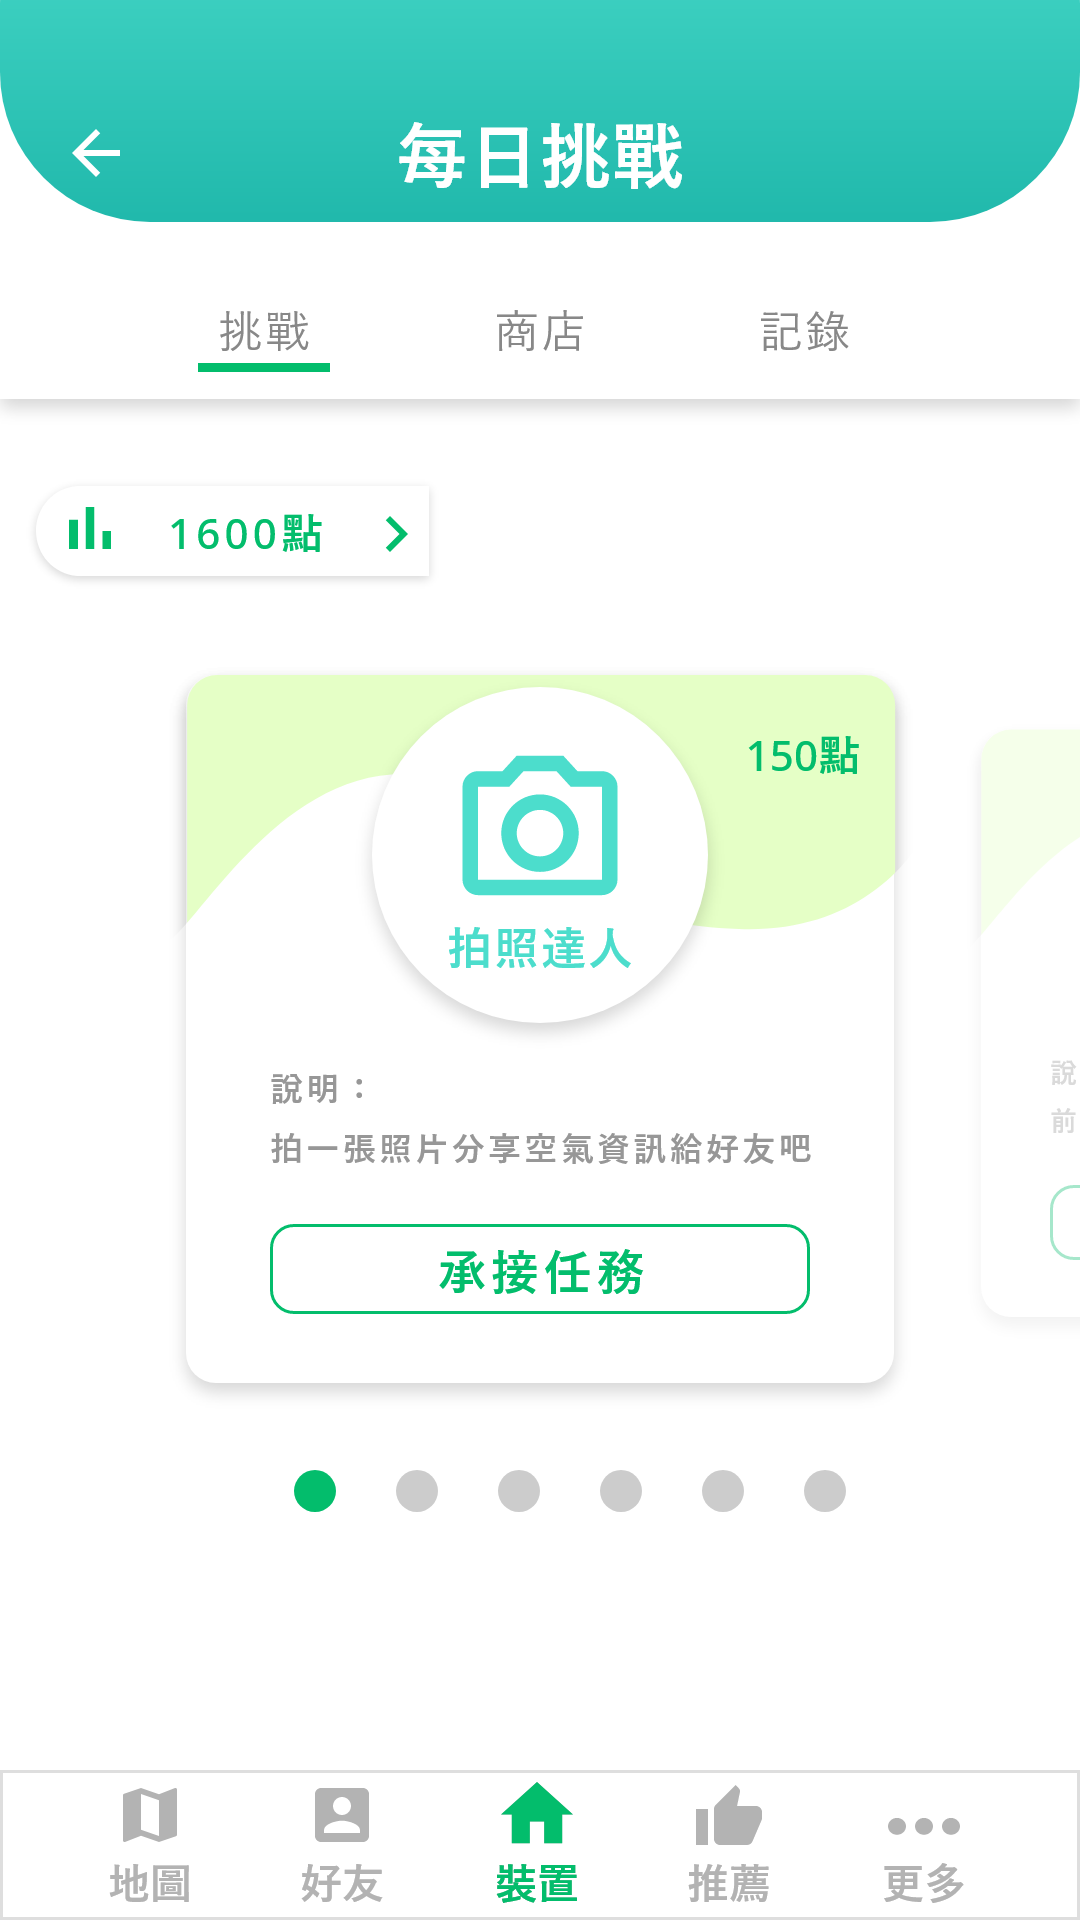 每日挑戰
挑戰 商店 記錄
1600點
150點
拍照達人
說明：
拍一張照片分享空氣資訊給好友吧
承接任務
說
前
地圖 好友 裝置 推薦 更多